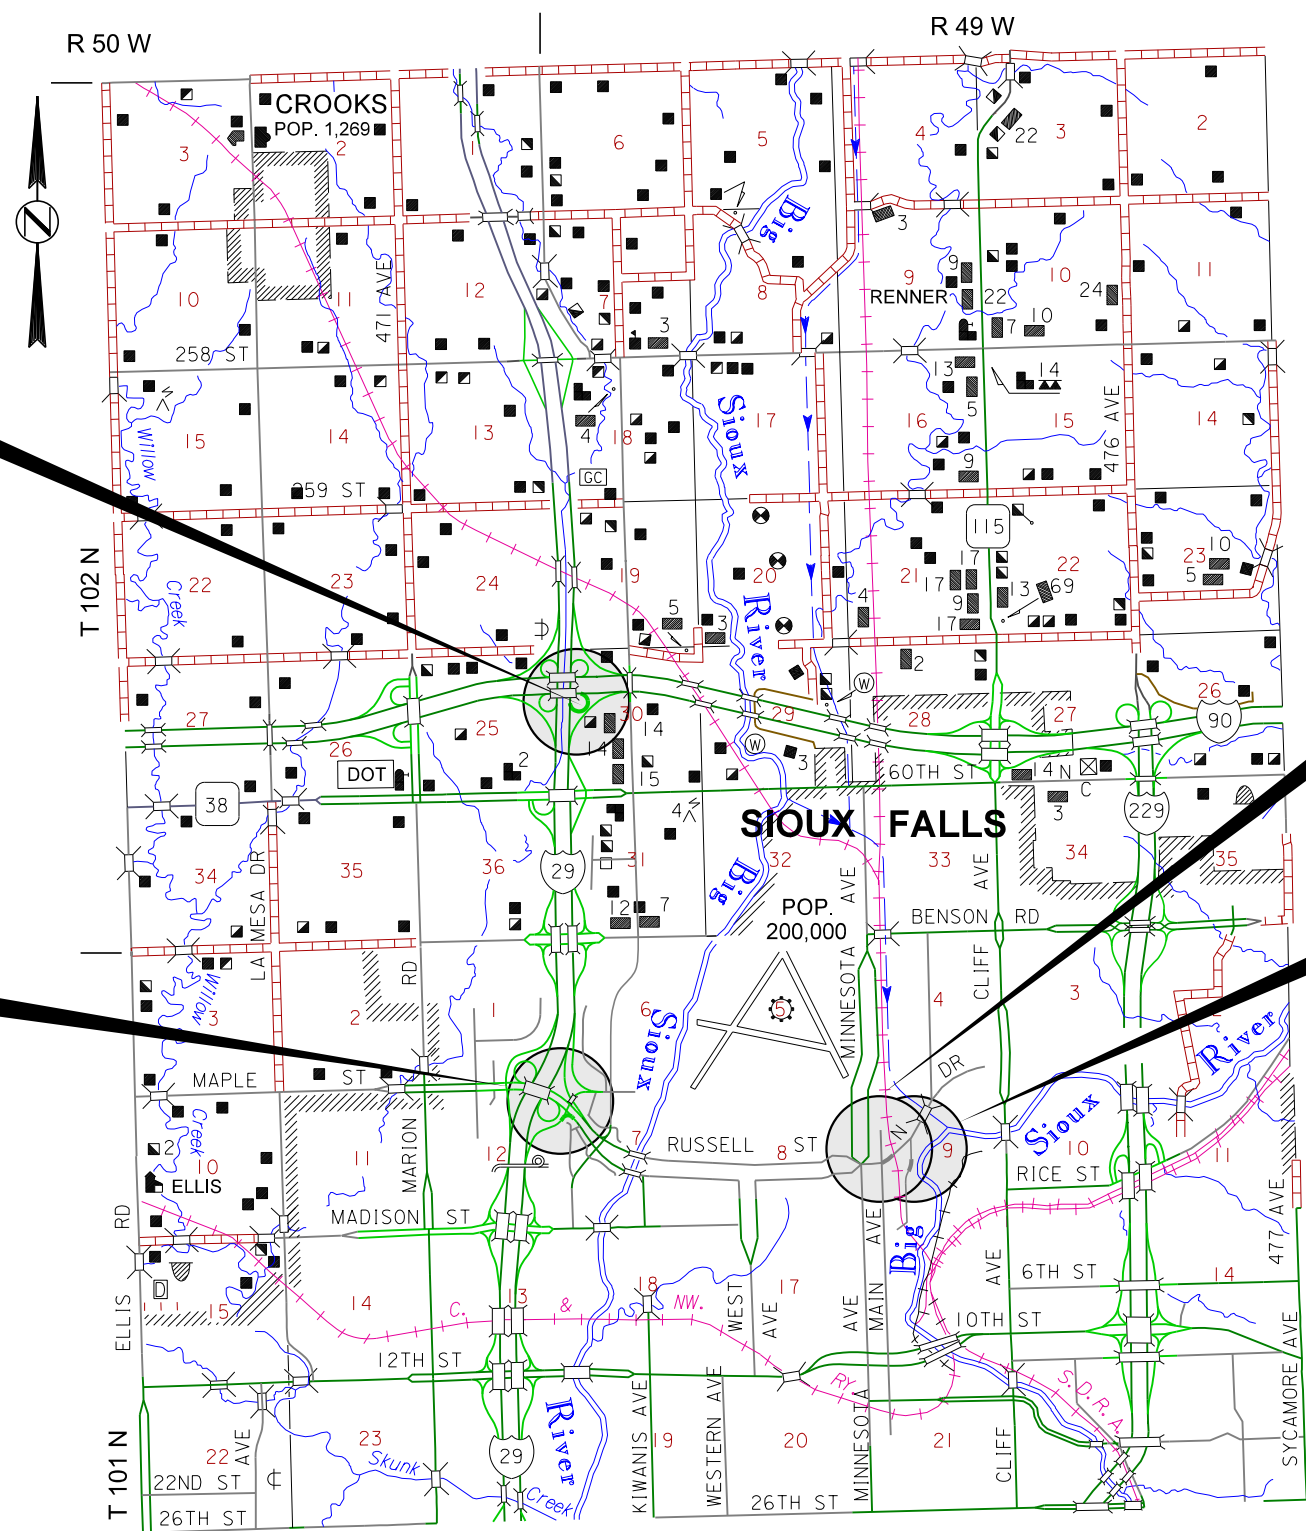 R 50 W
R 49 W
CROOKS
POP. 1,269
3
2
1
6
5
4
22
3
2
3
Big
10
11
471 AVE
12
7
8
9
9
10
11
RENNER
22
24
7
10
3
258 ST
13
14
5
15
14
13
4
18
Sioux
17
16
15
476 AVE
14
Willow
GC
9
259 ST
115
T 102 N
22
23
24
19
20
21
17
22
23
10
17
13
69
5
9
17
Creek
5
3
River
4
2
W
27
26
25
30
14
29
28
27
26
90
14
W
DOT
2
15
3
60TH ST
14
N
C
38
4
SIOUX FALLS
3
229
34
LA MESA DR
35
36
29
31
Big
32
33
34
35
AVE
AVE
12
7
POP.
200,000
BENSON RD
MINNESOTA
CLIFF
RD
Willow
3
2
1
6
Sioux
5
4
3
River
MAPLE ST
DR
Creek
2
10
ELLIS
11
MARION
12
7
RUSSELL ST
8
N
9
Sioux
10
11
RICE ST
RD
MADISON ST
AVE
Big
AVE
477 AVE
6TH ST
14
D
15
14
13
18
17
WEST AVE
AVE
MAIN
C. & NW.
10TH ST
ELLIS
12TH ST
RY.
S.D.R.A.
AVE
SYCAMORE
River
KIWANIS AVE
WESTERN AVE
MINNESOTA
CLIFF
T 101 N
22
AVE
23
29
19
20
21
Skunk
Creek
22ND ST
26TH ST
26TH ST